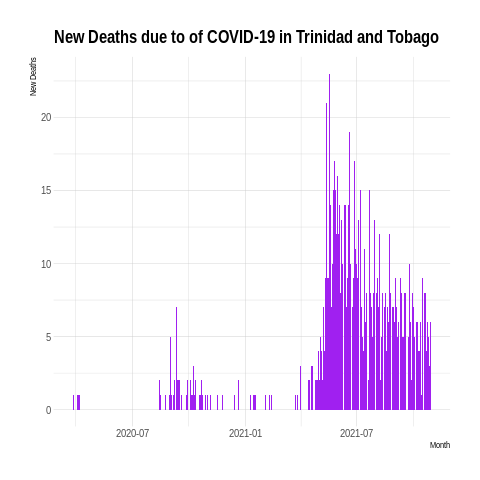 New Deaths due to of COVID-19 in Trinidad and Tobago
New Deaths
20
15
10
5
0
2020-07 2021-01 2021-07
Month